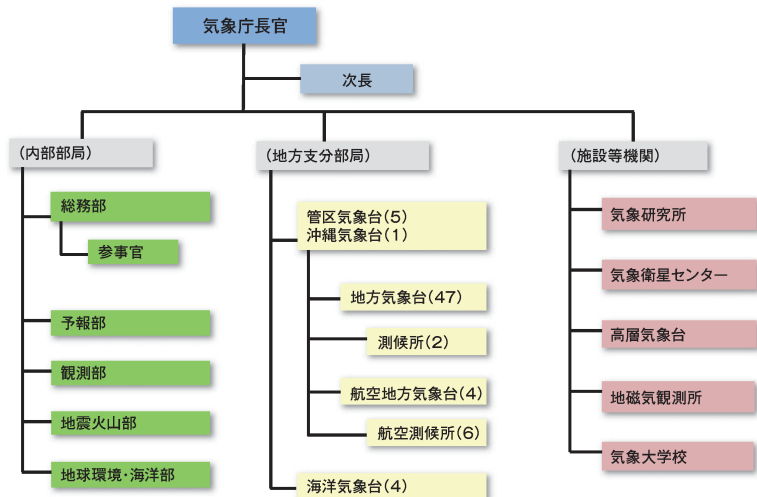 気象庁長官
次長
(内部部局)
総務部
参事官
予報部
観測部
地震火山部
地球環境・海洋部
(地方支分部局)
管区気象台(5)
沖縄気象台(1)
地方気象台(47)
測候所(2)
航空地方気象台(4)
航空測候所(6)
海洋気象台(4)
(施設等機関)
気象研究所
気象衛星センター
高層気象台
地磁気観測所
気象大学校